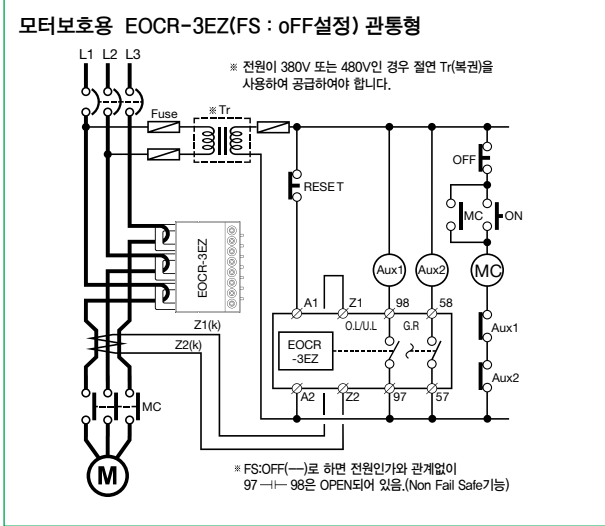 모터보호용 EOCR-3EZ(FS : oFF설정) 관통형
L1 L2 L3
※ 전원이 380V 또는 480V인 경우 절연 Tr(복권)을
사용하여 공급하여야 합니다.
Fuse
※Tr
OFF
RESET
MC
ON
EOCR-3EZ
Aux1
Aux2
MC
A1
Z1
98
58
Z1(k)
O.L/U.L
G.R
Aux1
Z2(k)
EOCR
-3EZ
Aux2
A2
Z2
97
57
MC
M
※ FS:OFF(──)로 하면 전원인가와 관계없이
97 ⊣⊢ 98은 OPEN되어 있음.(Non Fail Safe기능)